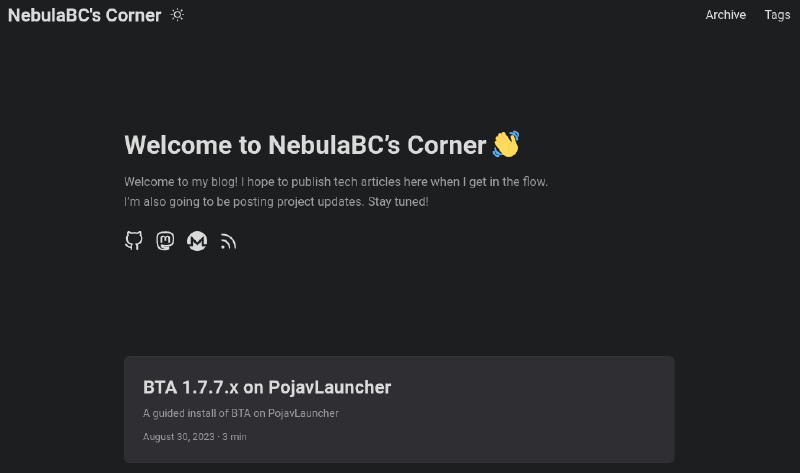 NebulaBC's Corner
Archive
Tags
Welcome to NebulaBC’s Corner 👋
Welcome to my blog! I hope to publish tech articles here when I get in the flow.
I'm also going to be posting project updates. Stay tuned!
BTA 1.7.7.x on PojavLauncher
A guided install of BTA on PojavLauncher
August 30, 2023 · 3 min